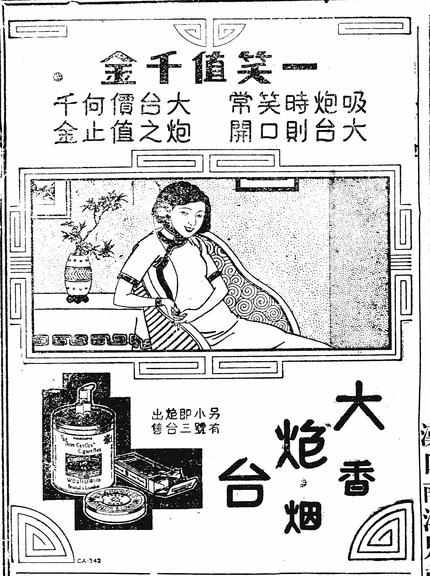 一笑值千金
吸大炮台時則笑口常開
大炮台之價值何止千金
另有小號即三炮台出售
大炮台香烟
The
"Three Castles"
Cigarettes
W.D.&H.O.Wills
Bristol & London
CA-342